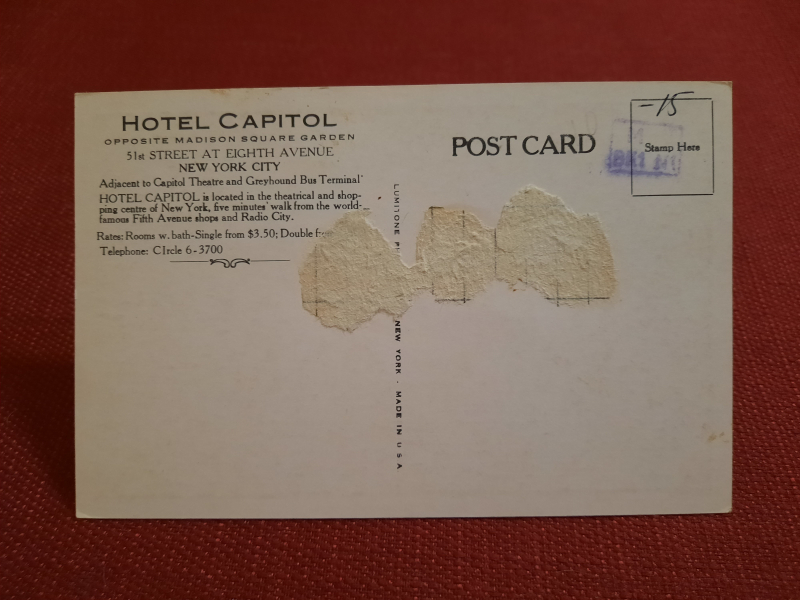 HOTEL CAPITOL
OPPOSITE MADISON SQUARE GARDEN
51st STREET AT EIGHTH AVENUE
NEW YORK CITY
Adjacent to Capitol Theatre and Greyhound Bus Terminal
HOTEL CAPITOL is located in the theatrical and shop-
ping centre of New York, five minutes' walk from the world-
famous Fifth Avenue shops and Radio City.
Rates: Rooms w. bath-Single from $3.50; Double
Telephone: CIrcle 6-3700
POST CARD
-15
Stamp Here
LUMITONE
NEW YORK · MADE IN U S A